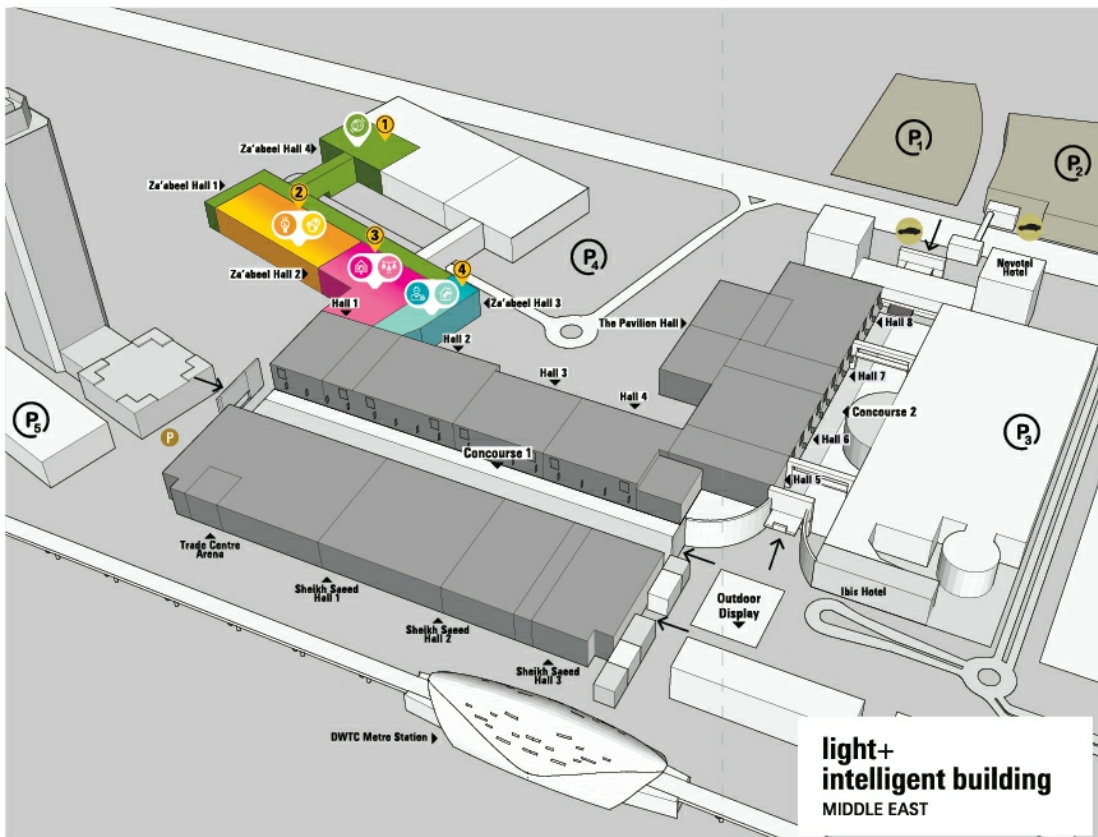 1
Za'abeel Hall 4
P1
P2
Za'abeel Hall 1
2
3
4
P4
Za'abeel Hall 2
Hall 1
Za'abeel Hall 3
Novotel
Hotel
The Pavilion Hall
Hall 8
Hall 2
Hall 3
Hall 7
Hall 4
Concourse 2
P5
P
Hall 6
P3
Concourse 1
Hall 5
Trade Centre
Arena
Sheikh Saeed
Hall 1
Ibis Hotel
Outdoor
Display
Sheikh Saeed
Hall 2
Sheikh Saeed
Hall 3
DWTC Metro Station
light+
intelligent building
MIDDLE EAST